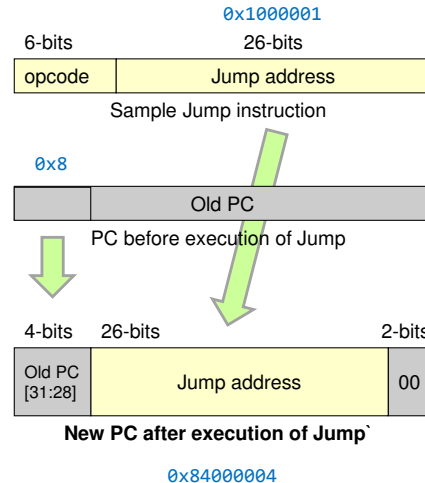 0x1000001
6-bits 26-bits
opcode Jump address
Sample Jump instruction
0x8
Old PC
PC before execution of Jump
4-bits 26-bits 2-bits
Old PC
[31:28]
Jump address
00
New PC after execution of Jump`
0x84000004